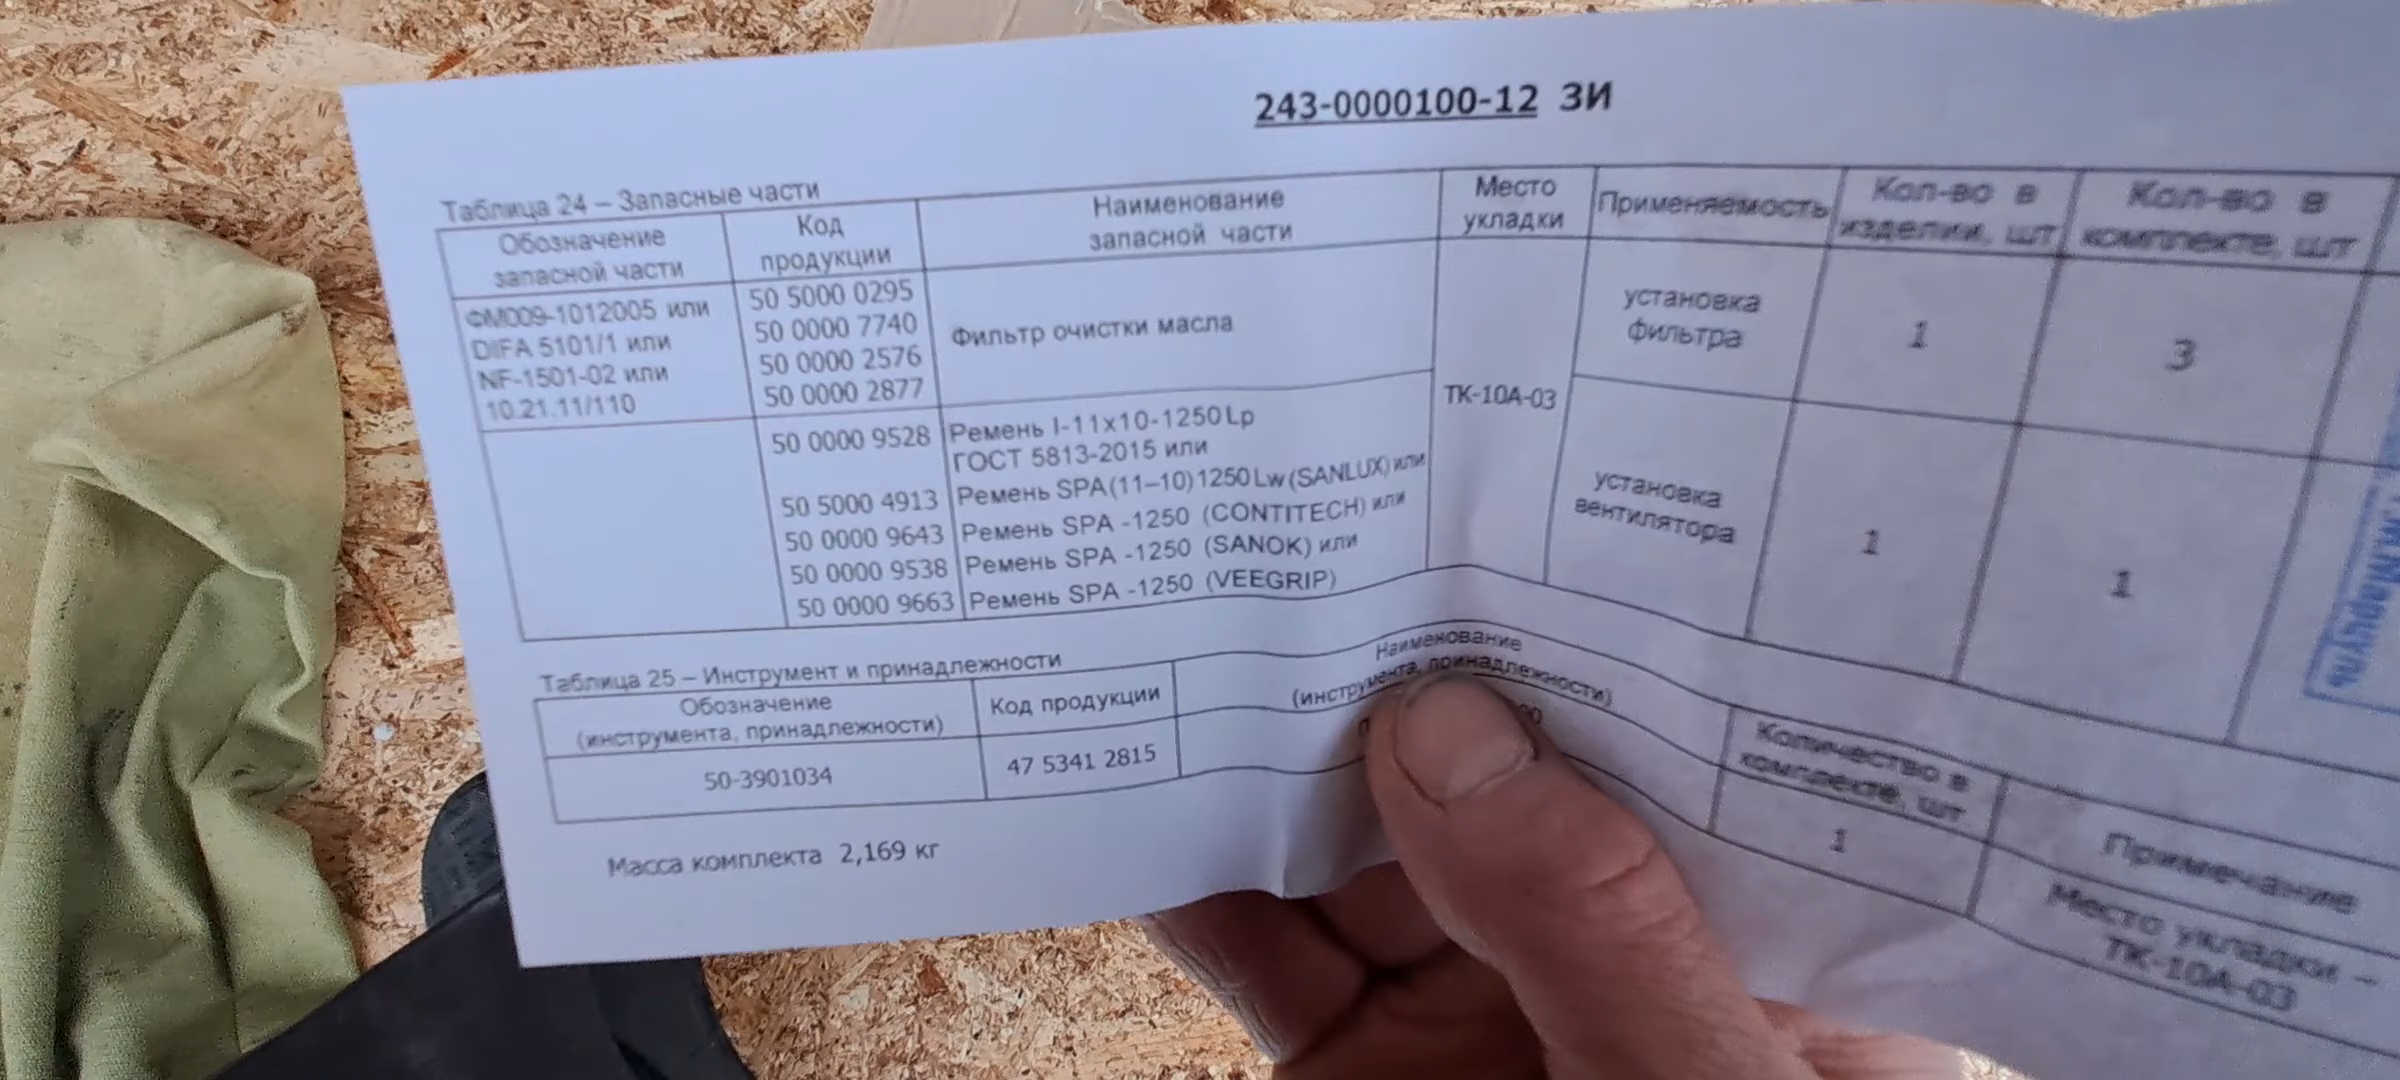 243-0000100-12 ЗИ
Таблица 24 – Запасные части
Обозначение запасной части
Код продукции
Наименование запасной части
Место укладки
Применяемость
Кол-во в изделии, шт
Кол-во в комплекте, шт
ФМ009-1012005 или
DIFA 5101/1 или
NF-1501-02 или
10.21.11/110
50 5000 0295
50 0000 7740
50 0000 2576
50 0000 2877
Фильтр очистки масла
ТК-10А-03
установка
фильтра
1
3
50 0000 9528
Ремень I-11х10-1250 Lp
ГОСТ 5813-2015 или
50 5000 4913
Ремень SPA (11–10) 1250 Lw (SANLUX) или
50 0000 9643
Ремень SPA -1250 (CONTITECH) или
50 0000 9538
Ремень SPA -1250 (SANOK) или
50 0000 9663
Ремень SPA -1250 (VEEGRIP)
установка
вентилятора
1
1
Таблица 25 – Инструмент и принадлежности
Обозначение
(инструмента, принадлежности)
Код продукции
Наименование
(инструмента, принадлежности)
Количество в
комплекте, шт
Примечание
50-3901034
47 5341 2815
1
Место укладки –
ТК-10А-03
Масса комплекта 2,169 кг